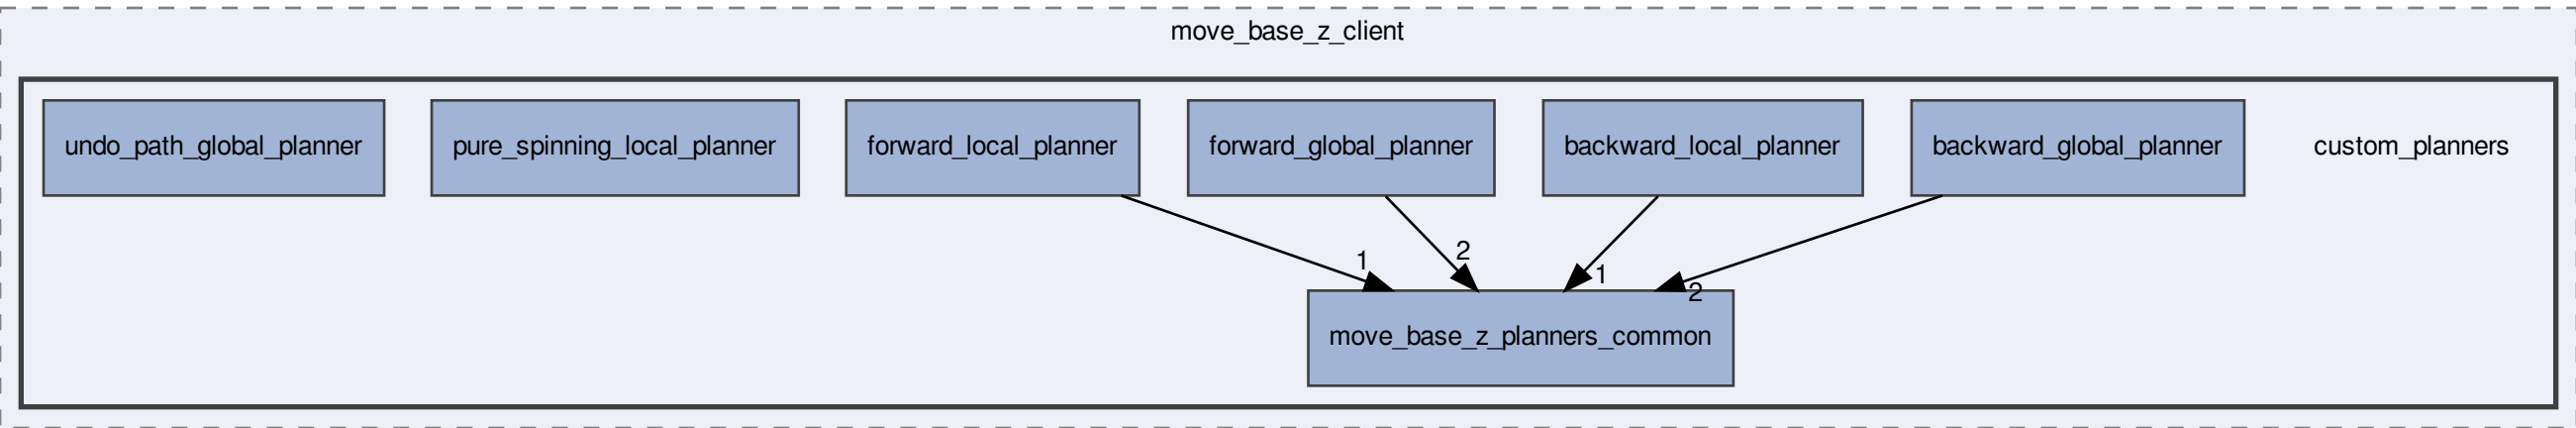 move_base_z_client
undo_path_global_planner
pure_spinning_local_planner
forward_local_planner
forward_global_planner
backward_local_planner
backward_global_planner
custom_planners
1
2
1
2
move_base_z_planners_common